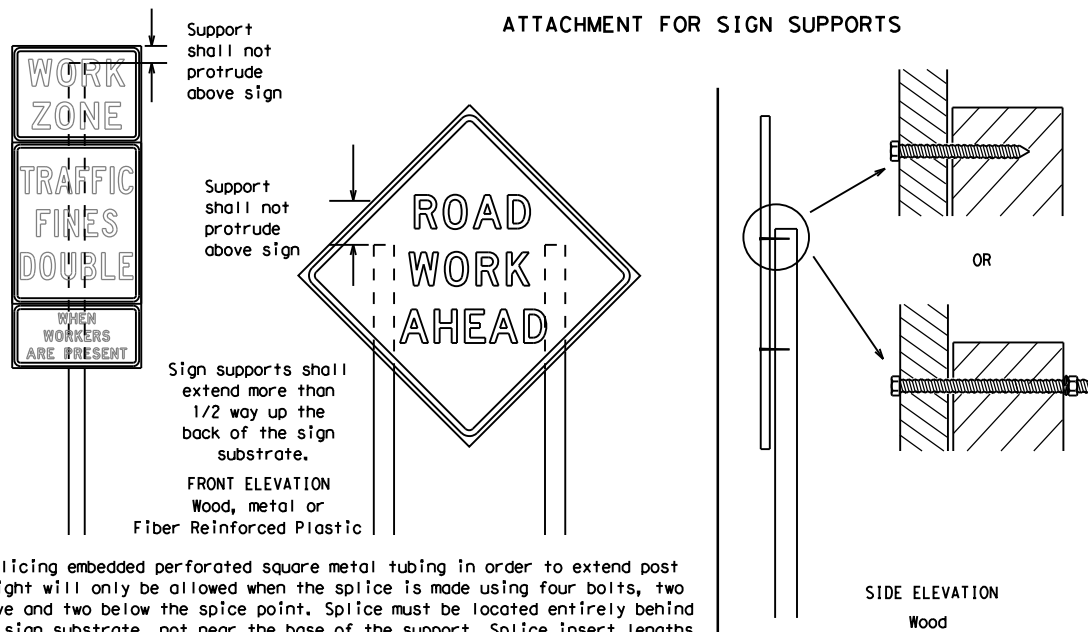 ATTACHMENT FOR SIGN SUPPORTS
Support
shall not
protrude
above sign
WORK
ZONE
TRAFFIC
FINES
DOUBLE
WHEN
WORKERS
ARE PRESENT
Support
shall not
protrude
above sign
ROAD
WORK
AHEAD
Sign supports shall
extend more than
1/2 way up the
back of the sign
substrate.
FRONT ELEVATION
Wood, metal or
Fiber Reinforced Plastic
OR
SIDE ELEVATION
Wood
licing embedded perforated square metal tubing in order to extend post
ight will only be allowed when the splice is made using four bolts, two
ve and two below the spice point. Splice must be located entirely behind
sign substrate, not near the base of the support. Splice insert lengths